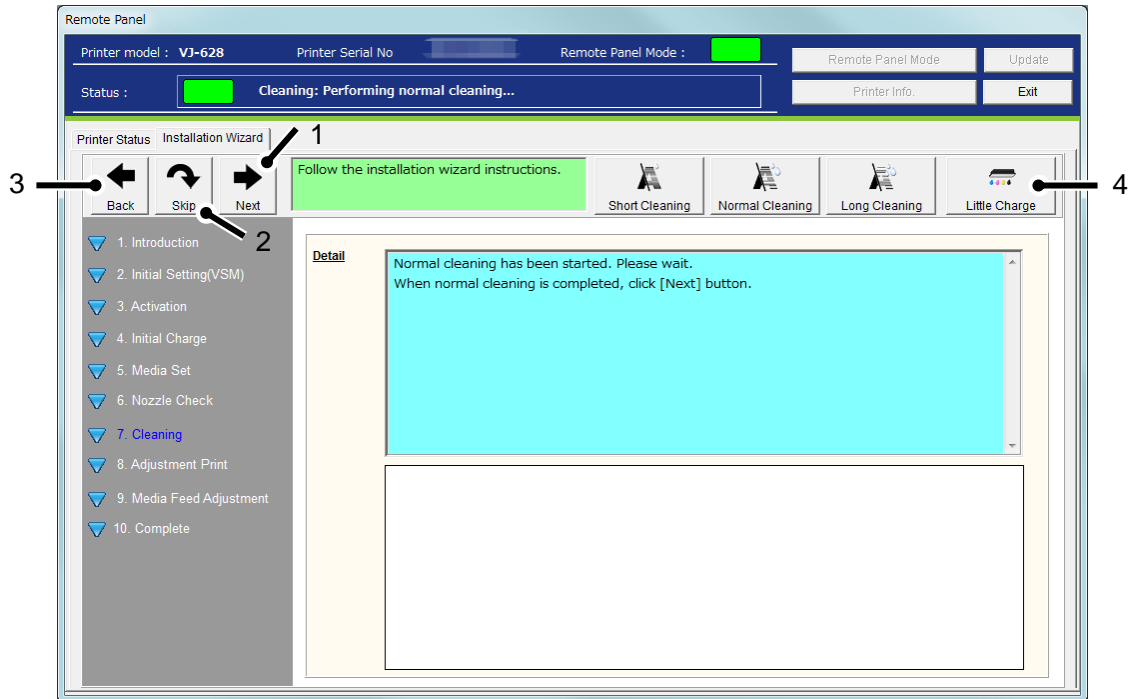 Remote Panel
Printer model : VJ-628 Printer Serial No Remote Panel Mode : Remote Panel Mode Update
Status : Cleaning: Performing normal cleaning... Printer Info. Exit
Printer Status Installation Wizard 1
3 Back Skip Next Follow the installation wizard instructions. Short Cleaning Normal Cleaning Long Cleaning Little Charge 4
2
1. Introduction
2. Initial Setting(VSM)
3. Activation
4. Initial Charge
5. Media Set
6. Nozzle Check
7. Cleaning
8. Adjustment Print
9. Media Feed Adjustment
10. Complete
Detail
Normal cleaning has been started. Please wait.
When normal cleaning is completed, click [Next] button.